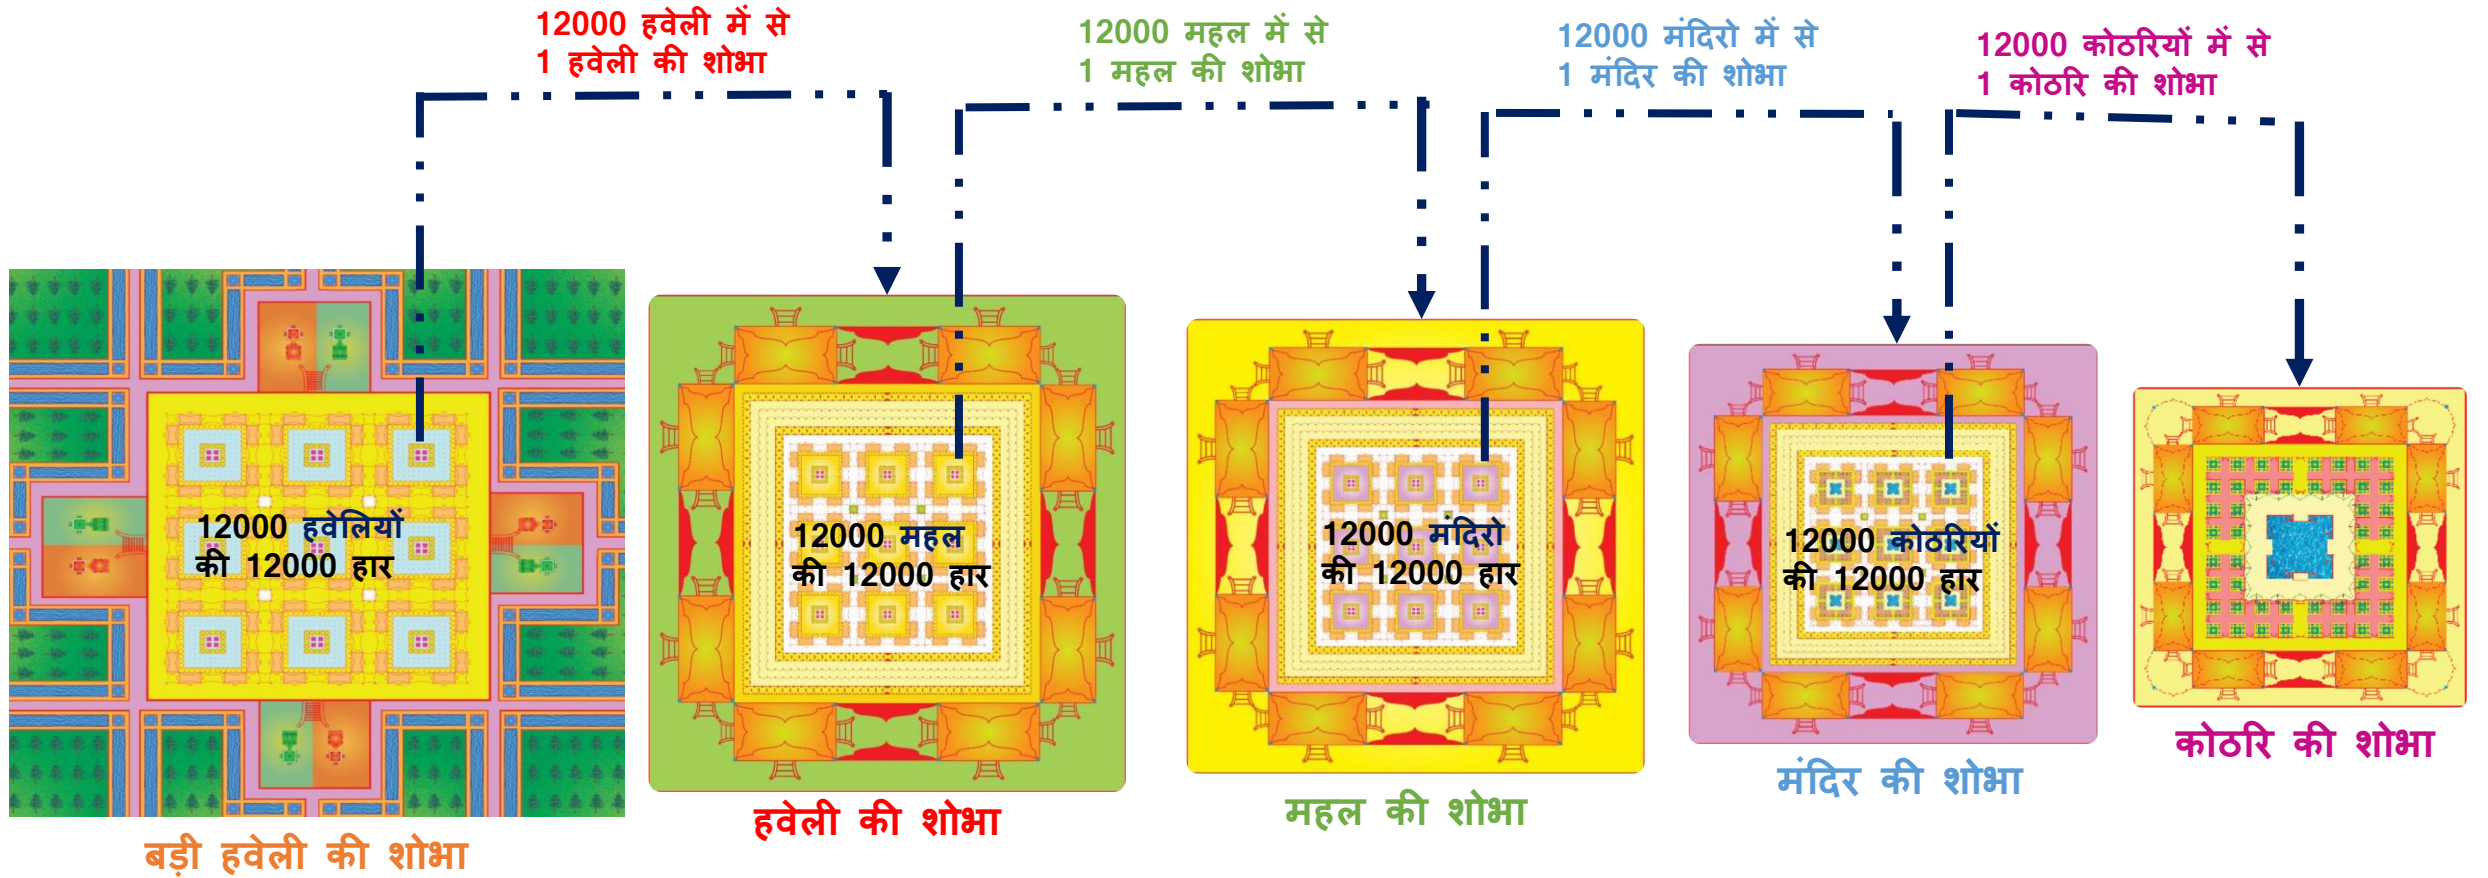 12000 हवेली में से
1 हवेली की शोभा
12000 महल में से
1 महल की शोभा
12000 मंदिरो में से
1 मंदिर की शोभा
12000 कोठरियों में से
1 कोठरि की शोभा
12000 हवेलियों
की 12000 हार
12000 महल
की 12000 हार
12000 मंदिरो
की 12000 हार
12000 कोठरियों
की 12000 हार
बड़ी हवेली की शोभा
हवेली की शोभा
महल की शोभा
मंदिर की शोभा
कोठरि की शोभा